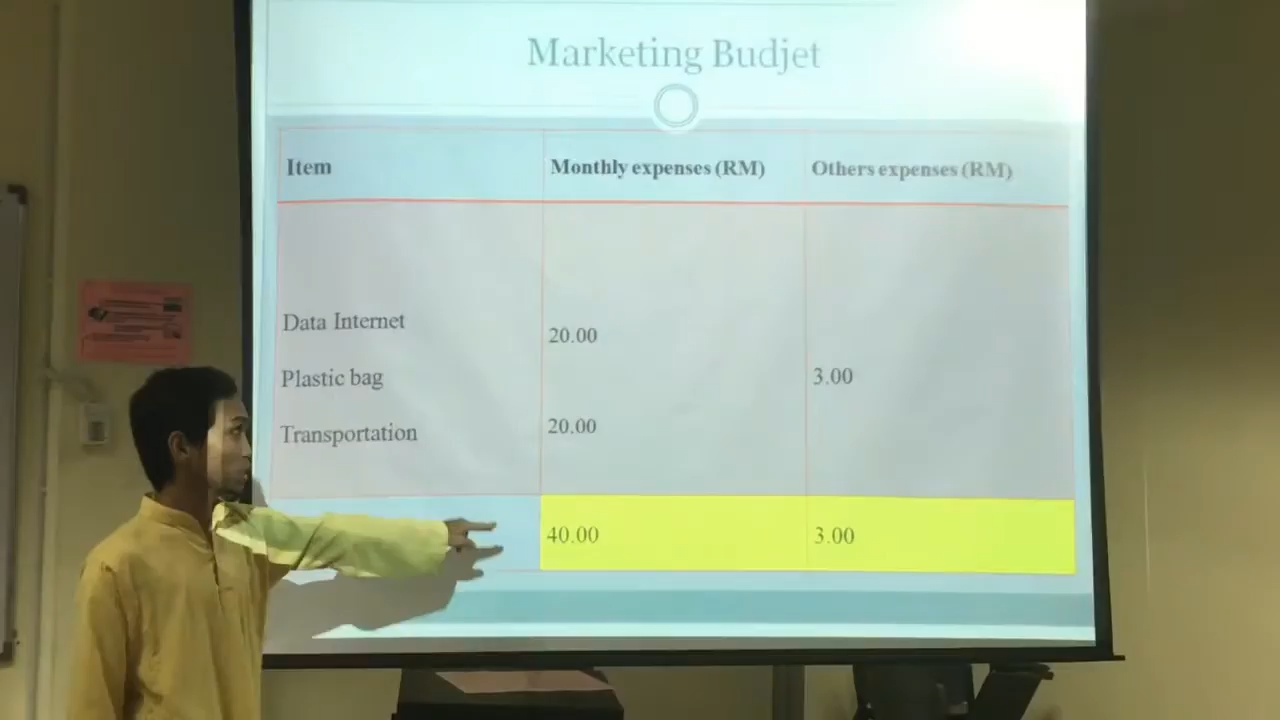 Marketing Budjet
Item Monthly expenses (RM) Others expenses (RM)
Data Internet 20.00
Plastic bag 3.00
Transportation 20.00
40.00 3.00